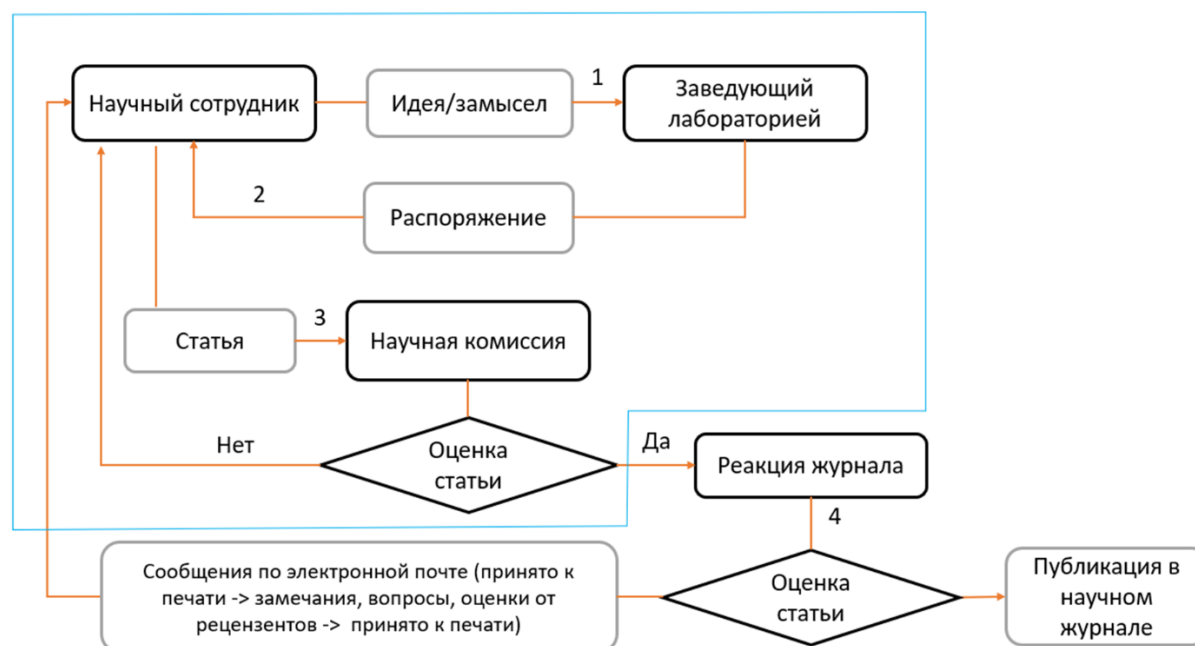 Научный сотрудник
Идея/замысел
1
Заведующий
лабораторией
2
Распоряжение
Статья
3
Научная комиссия
Нет
Оценка
статьи
Да
Реакция журнала
4
Сообщения по электронной почте (принято к
печати -> замечания, вопросы, оценки от
рецензентов -> принято к печати)
Оценка
статьи
Публикация в
научном
журнале